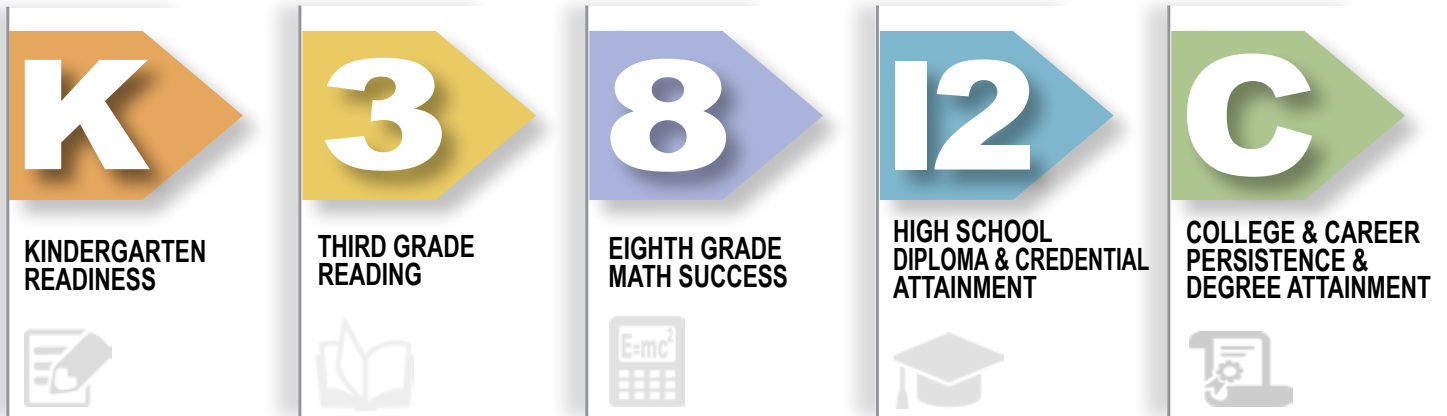 K
KINDERGARTEN
READINESS
3
THIRD GRADE
READING
8
EIGHTH GRADE
MATH SUCCESS
E=mc²
12
HIGH SCHOOL
DIPLOMA & CREDENTIAL
ATTAINMENT
C
COLLEGE & CAREER
PERSISTENCE &
DEGREE ATTAINMENT